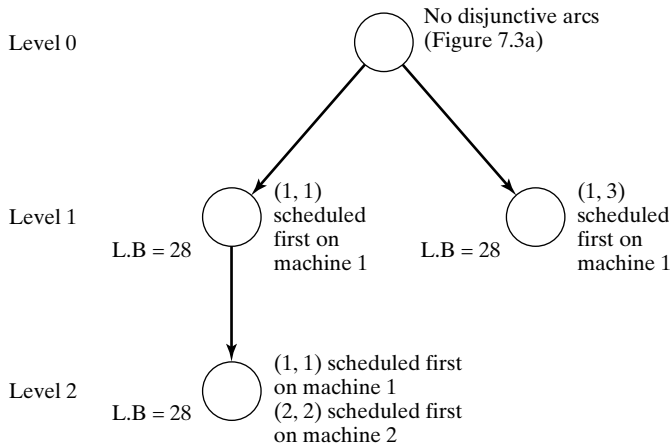 No disjunctive arcs
(Figure 7.3a)
Level 0
(1, 1)
scheduled
first on
machine 1
(1, 3)
scheduled
first on
machine 1
Level 1
L.B = 28
L.B = 28
(1, 1) scheduled first
on machine 1
(2, 2) scheduled first
on machine 2
Level 2
L.B = 28